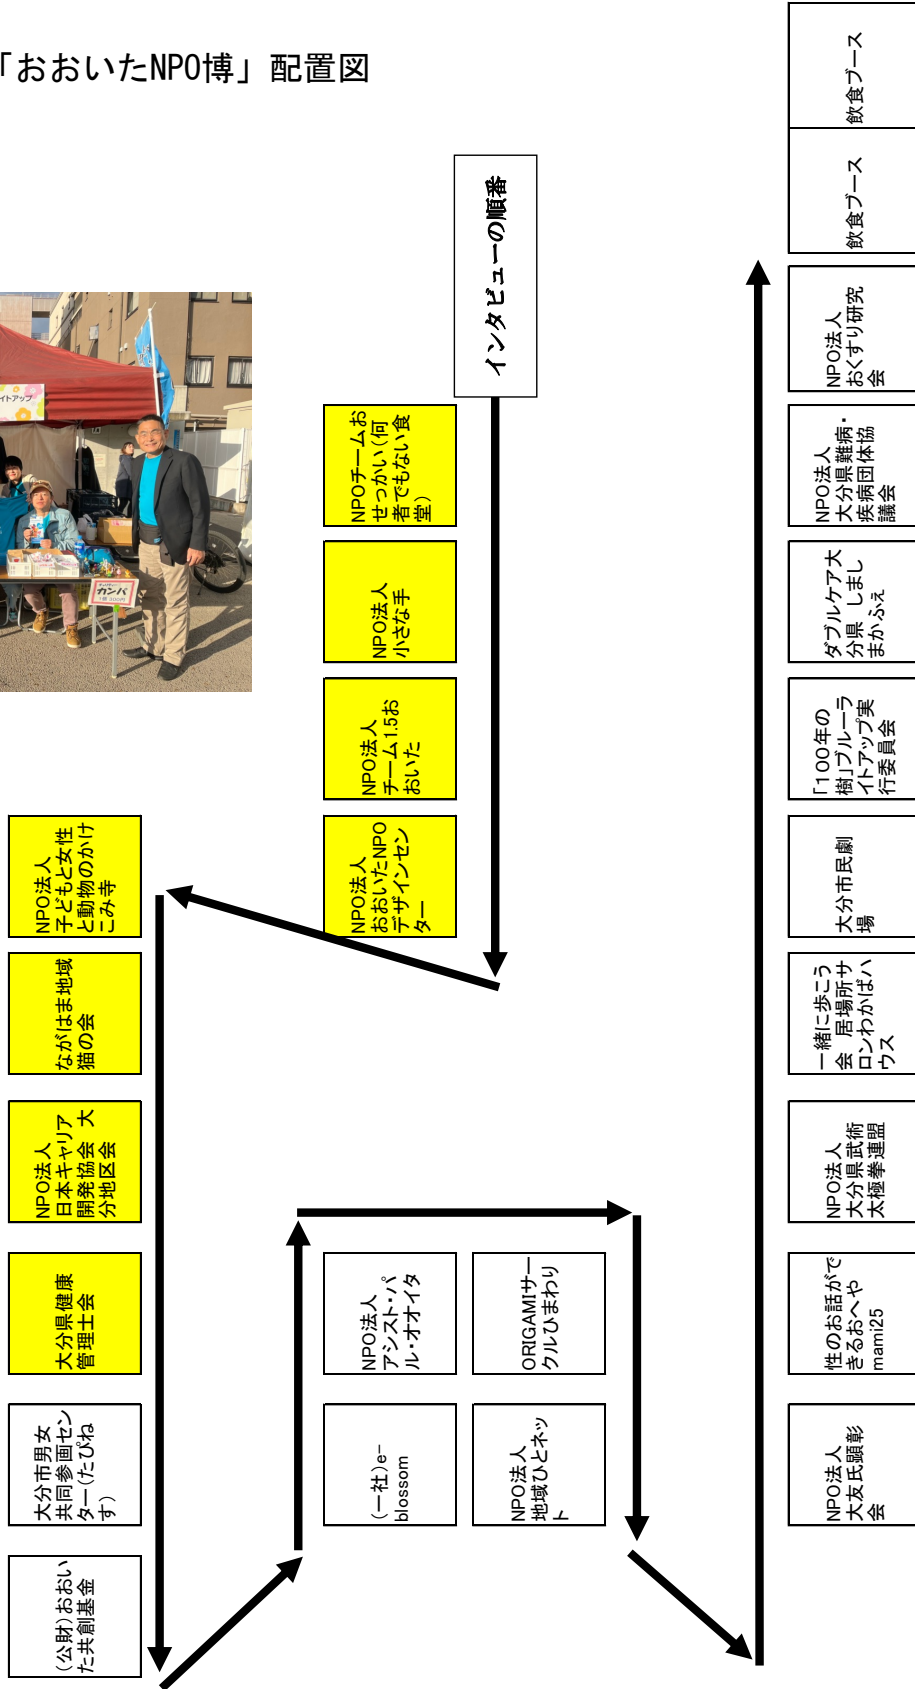 「おおいたNPO博」配置図
インタビューの順番
NPOチームお
せっかい(何
者でもない食
堂)
NPO法人
小さな手
NPO法人
チーム1.5お
おいた
NPO法人
おおいたNPO
デザインセン
ター
NPO法人
子どもと女性
と動物のかけ
こみ寺
ながはま地域
猫の会
NPO法人
日本キャリア
開発協会 大
分地区会
大分県健康
管理士会
大分市男女
共同参画セン
ター(たぴね
す)
(公財)おおい
た共創基金
(一社)e-
blossom
NPO法人
アシスト・パ
ル・オオイタ
ORIGAMIサー
クルひまわり
NPO法人
地域ひとネッ
ト
NPO法人
大友氏顕彰
会
性のお話がで
きるおへや
mami25
NPO法人
大分県武術
太極拳連盟
一緒に歩こう
会 居場所サ
ロンわかばハ
ウス
大分市民劇
場
「100年の
樹」ブルーラ
イトアップ実
行委員会
ダブルケア大
分県 しまし
まかふぇ
NPO法人
大分県難病・
疾病団体協
議会
NPO法人
おくすり研究
会
飲食ブース
飲食ブース
イトアップ
カンパ